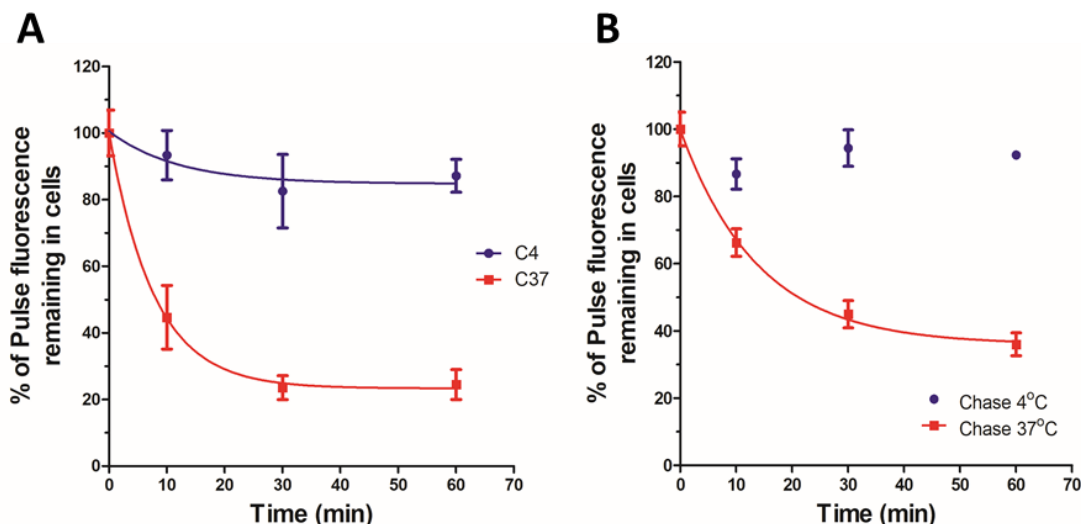 A
% of Pulse fluorescence
remaining in cells
120
100
80
60
40
20
0
0 10 20 30 40 50 60 70
Time (min)
C4
C37
B
% of Pulse fluorescence
remaining in cells
120
100
80
60
40
20
0
0 10 20 30 40 50 60 70
Time (min)
Chase 4°C
Chase 37°C